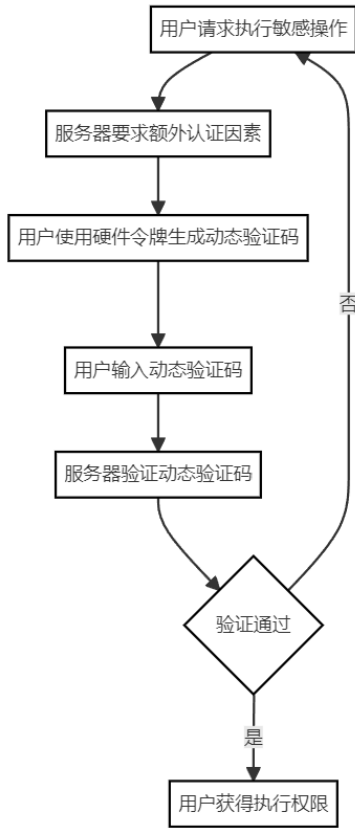 用户请求执行敏感操作
服务器要求额外认证因素
用户使用硬件令牌生成动态验证码
否
用户输入动态验证码
服务器验证动态验证码
验证通过
是
用户获得执行权限